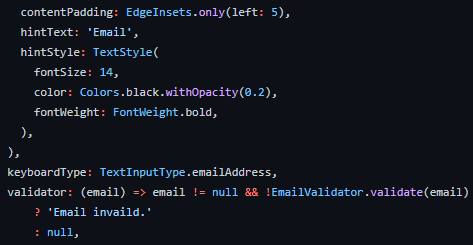 contentPadding: EdgeInsets.only(left: 5),
hintText: 'Email',
hintStyle: TextStyle(
fontSize: 14,
color: Colors.black.withOpacity(0.2),
fontWeight: FontWeight.bold,
),
),
keyboardType: TextInputType.emailAddress,
validator: (email) => email != null && !EmailValidator.validate(email)
? 'Email invaild.'
: null,